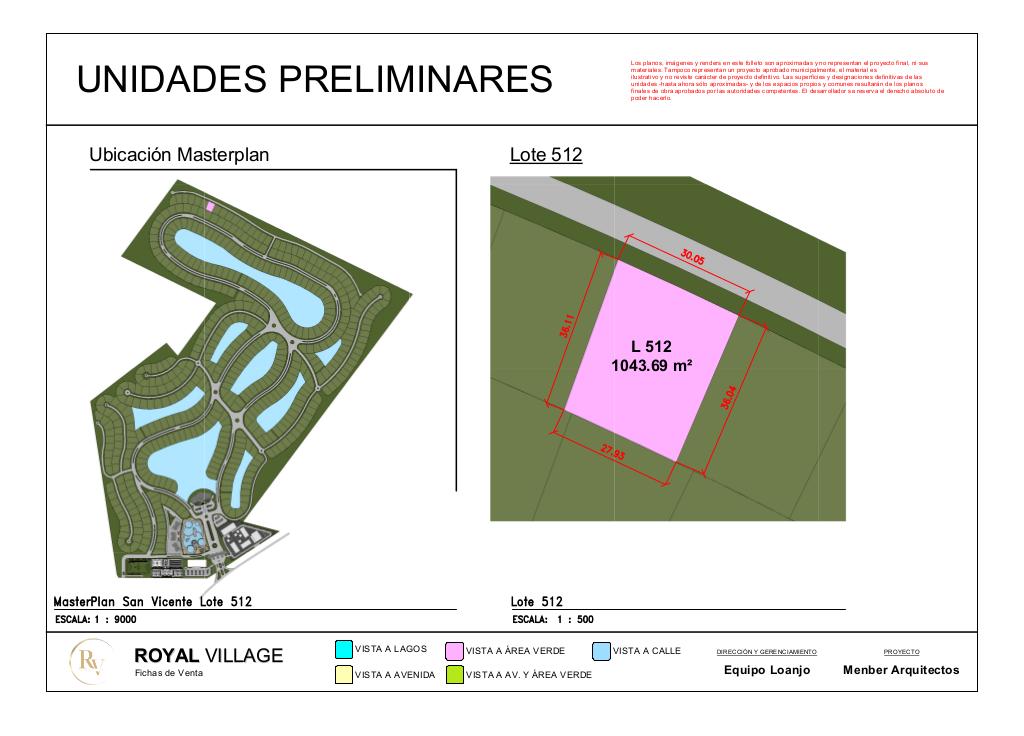 UNIDADES PRELIMINARES
Los planos, imágenes y renders en este folleto son aproximadas y no representan el proyecto final, ni sus
materiales. Tampoco representan un proyecto aprobado municipalmente, el material es
ilustrativo y no reviste carácter de proyecto definitivo. Las superficies y designaciones definitivas de las
unidades -hasta ahora sólo aproximadas- y de los espacios propios y comunes resultarán de los planos
finales de obra aprobados por las autoridades competentes. El desarrollador se reserva el derecho absoluto de
poder hacerlo.
Ubicación Masterplan
Lote 512
30.05
36.11
L 512
1043.69 m²
36.04
27.93
MasterPlan San Vicente Lote 512
ESCALA: 1 : 9000
Lote 512
ESCALA: 1 : 500
RV
ROYAL VILLAGE
Fichas de Venta
VISTA A LAGOS
VISTA A ÁREA VERDE
VISTA A CALLE
VISTA A AVENIDA
VISTA A AV. Y ÁREA VERDE
DIRECCIÓN Y GERENCIAMIENTO
Equipo Loanjo
PROYECTO
Menber Arquitectos